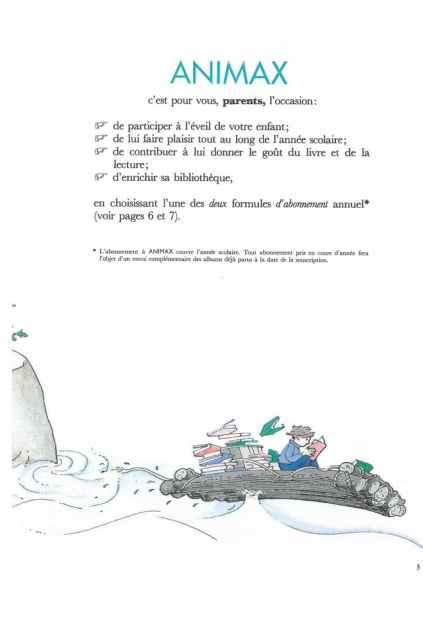 ANIMAX
c'est pour vous, parents, l'occasion:
☞ de participer à l'éveil de votre enfant;
☞ de lui faire plaisir tout au long de l'année scolaire;
☞ de contribuer à lui donner le goût du livre et de la
lecture;
☞ d'enrichir sa bibliothèque,
en choisissant l'une des deux formules d'abonnement annuel*
(voir pages 6 et 7).
* L'abonnement à ANIMAX couvre l'année scolaire. Tout abonnement pris en cours d'année fera
l'objet d'un envoi complémentaire des albums déjà parus à la date de la souscription.
3